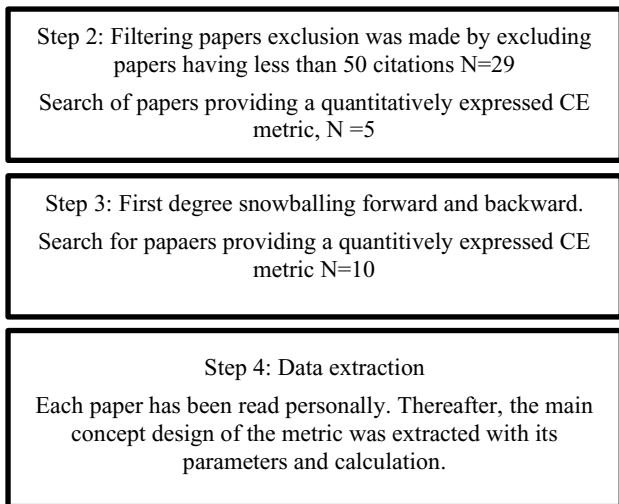 Step 2: Filtering papers exclusion was made by excluding
papers having less than 50 citations N=29
Search of papers providing a quantitatively expressed CE
metric, N =5
Step 3: First degree snowballing forward and backward.
Search for papaers providing a quantitively expressed CE
metric N=10
Step 4: Data extraction
Each paper has been read personally. Thereafter, the main
concept design of the metric was extracted with its
parameters and calculation.